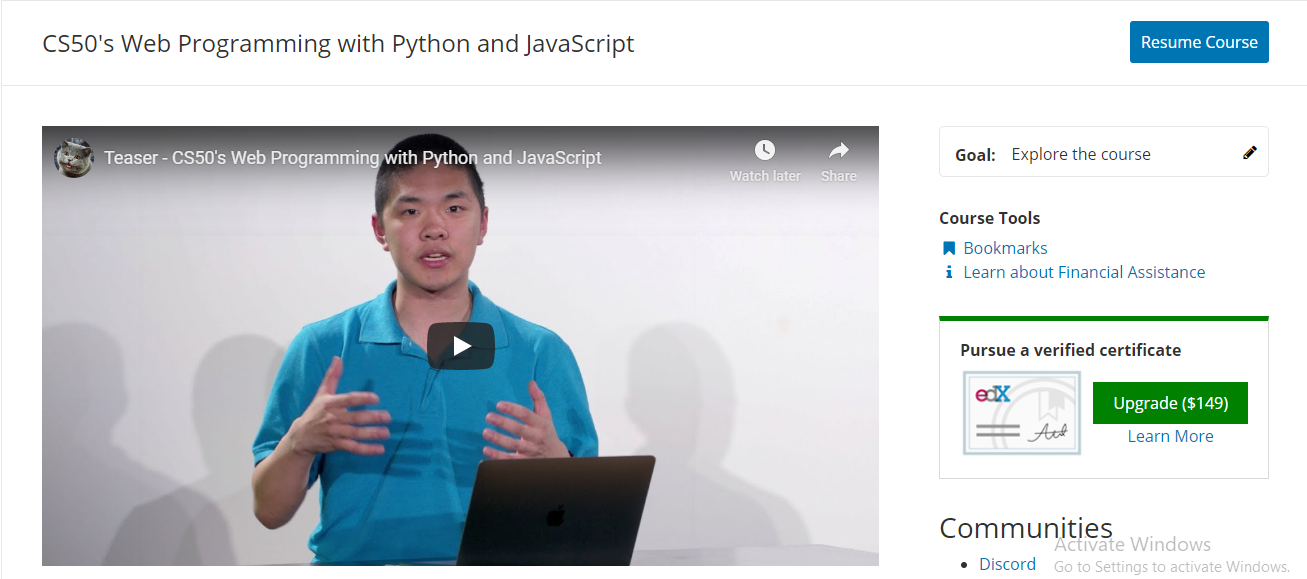 CS50's Web Programming with Python and JavaScript
Resume Course
Teaser - CS50's Web Programming with Python and JavaScript
Watch later
Share
Goal: Explore the course
Course Tools
Bookmarks
Learn about Financial Assistance
Pursue a verified certificate
edX
Upgrade ($149)
Learn More
Communities
Discord
Activate Windows
Go to Settings to activate Windows.